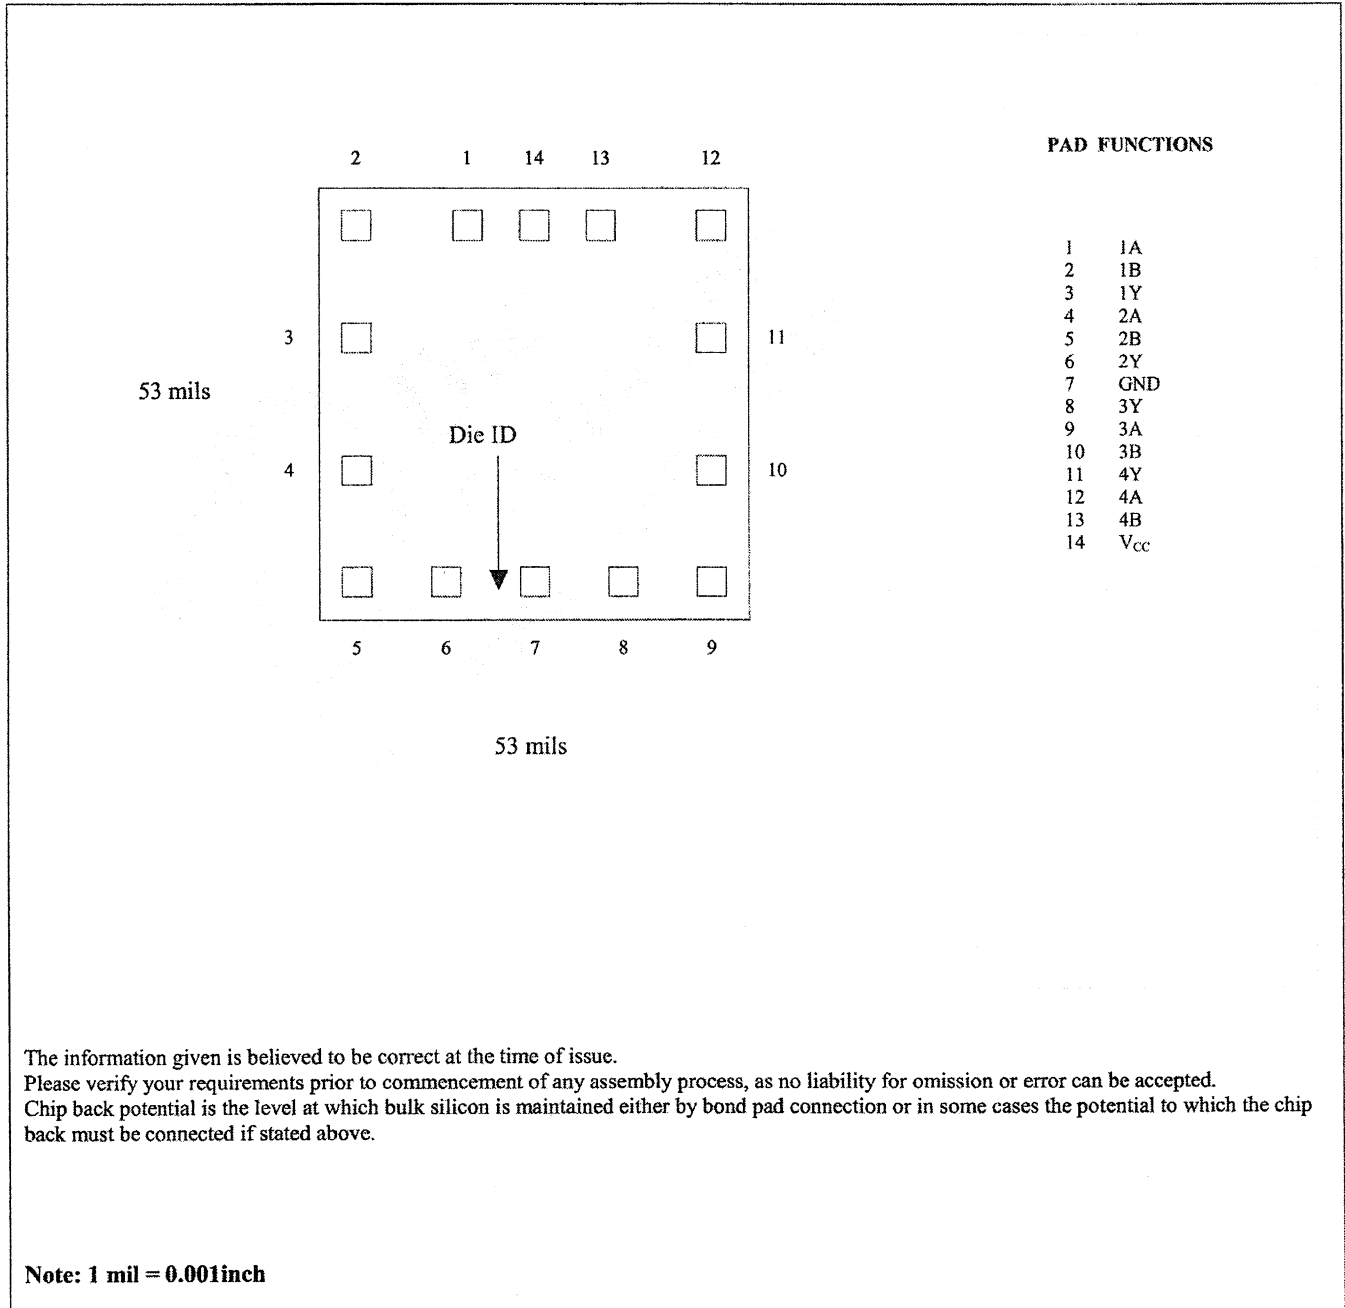 PAD FUNCTIONS
2 1 14 13 12
1 1A
2 1B
3 1Y
4 2A
5 2B
6 2Y
7 GND
8 3Y
9 3A
10 3B
11 4Y
12 4A
13 4B
14 VCC
3 11
53 mils
Die ID
4 10
5 6 7 8 9
53 mils
The information given is believed to be correct at the time of issue.
Please verify your requirements prior to commencement of any assembly process, as no liability for omission or error can be accepted.
Chip back potential is the level at which bulk silicon is maintained either by bond pad connection or in some cases the potential to which the chip
back must be connected if stated above.
Note: 1 mil = 0.001inch